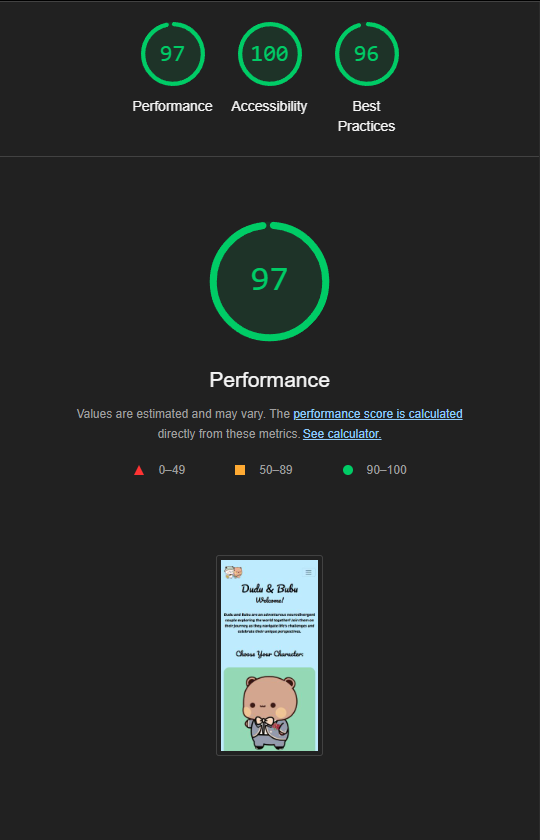 97
100
96
Performance
Accessibility
Best
Practices
97
Performance
Values are estimated and may vary. The performance score is calculated
directly from these metrics. See calculator.
0–49
50–89
90–100
Dudu & Bubu
Welcome!
Dudu and Bubu are an adventurous neurodivergent
couple exploring the world together! Join them on
their journey as they navigate life's challenges and
celebrate their unique perspectives.
Choose Your Character: